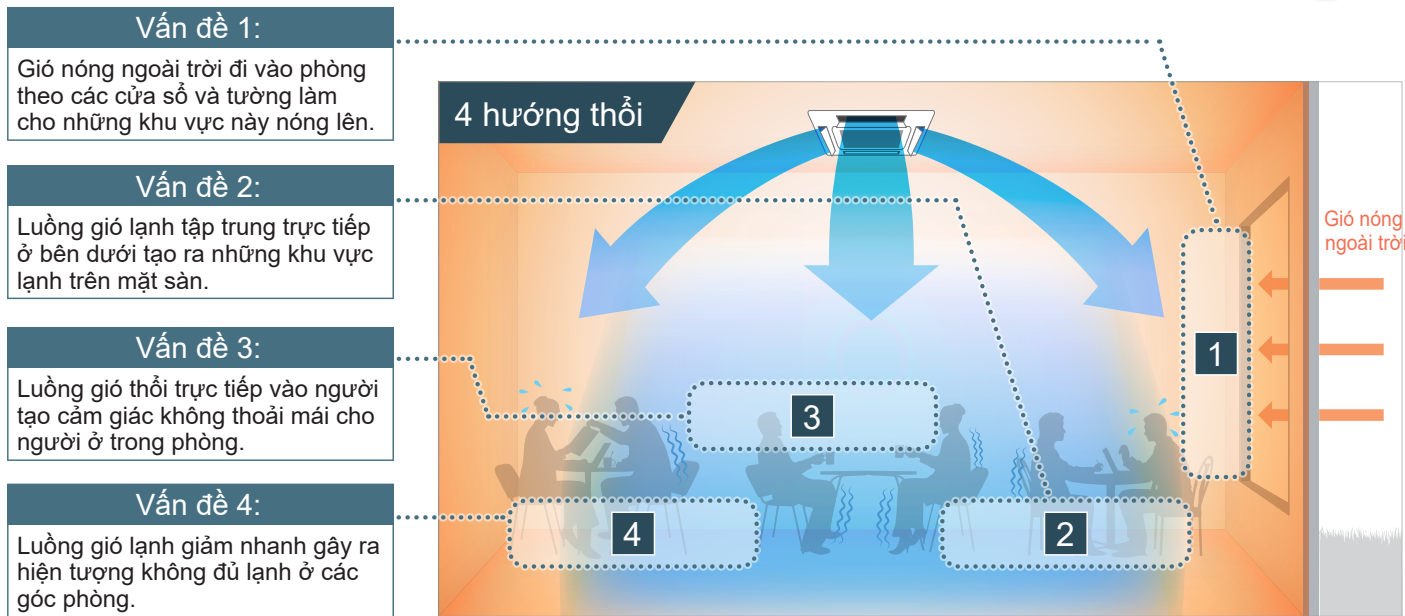 Vấn đề 1:
Gió nóng ngoài trời đi vào phòng
theo các cửa sổ và tường làm
cho những khu vực này nóng lên.
Vấn đề 2:
Luồng gió lạnh tập trung trực tiếp
ở bên dưới tạo ra những khu vực
lạnh trên mặt sàn.
Vấn đề 3:
Luồng gió thổi trực tiếp vào người
tạo cảm giác không thoải mái cho
người ở trong phòng.
Vấn đề 4:
Luồng gió lạnh giảm nhanh gây ra
hiện tượng không đủ lạnh ở các
góc phòng.
4 hướng thổi
Gió nóng
ngoài trời
1
3
4
2